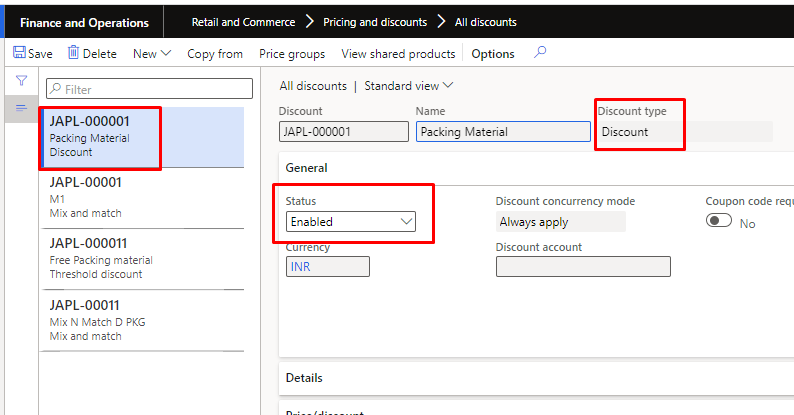 Finance and Operations Retail and Commerce Pricing and discounts All discounts
Save Delete New Copy from Price groups View shared products Options
Filter
JAPL-000001
Packing Material
Discount
JAPL-00001
M1
Mix and match
JAPL-000011
Free Packing material
Threshold discount
JAPL-00011
Mix N Match D PKG
Mix and match
All discounts | Standard view
Discount Name Discount type
JAPL-000001 Packing Material Discount
General
Status Discount concurrency mode Coupon code requ
Enabled Always apply No
Currency Discount account
INR
Details